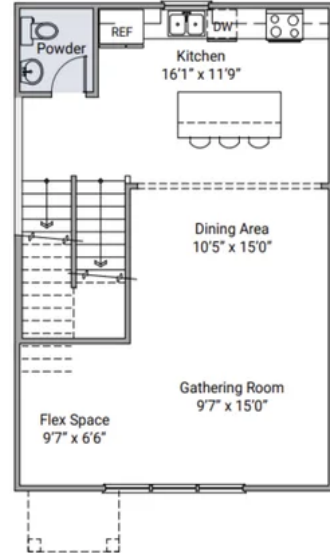 Powder
REF
DW
Kitchen
16'1" x 11'9"
Dining Area
10'5" x 15'0"
Gathering Room
9'7" x 15'0"
Flex Space
9'7" x 6'6"